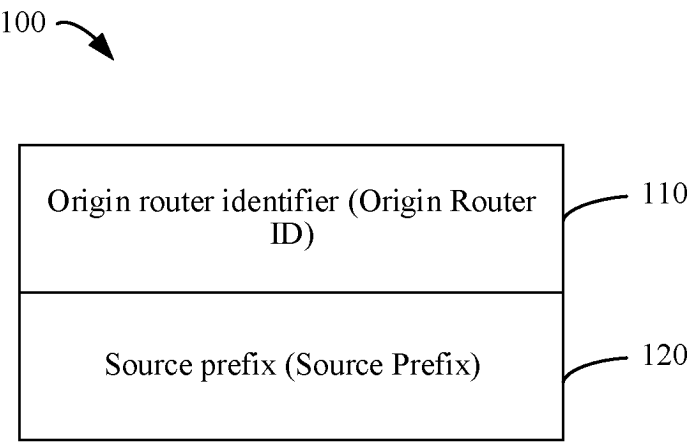 100
Origin router identifier (Origin Router
ID)
110
Source prefix (Source Prefix)
120